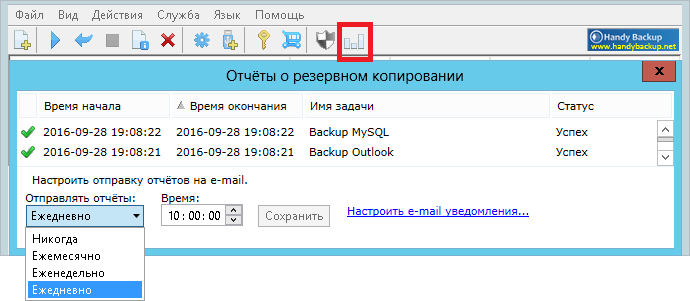 Файл Вид Действия Служба Язык Помощь
Handy Backup
www.handybackup.net
Отчёты о резервном копировании
x
Время начала Время окончания Имя задачи Статус
2016-09-28 19:08:22 2016-09-28 19:08:22 Backup MySQL Успех
2016-09-28 19:08:21 2016-09-28 19:08:21 Backup Outlook Успех
Настроить отправку отчётов на e-mail.
Отправлять отчёты: Время:
Ежедневно 10:00:00 Сохранить Настроить e-mail уведомления...
Никогда
Ежемесячно
Еженедельно
Ежедневно